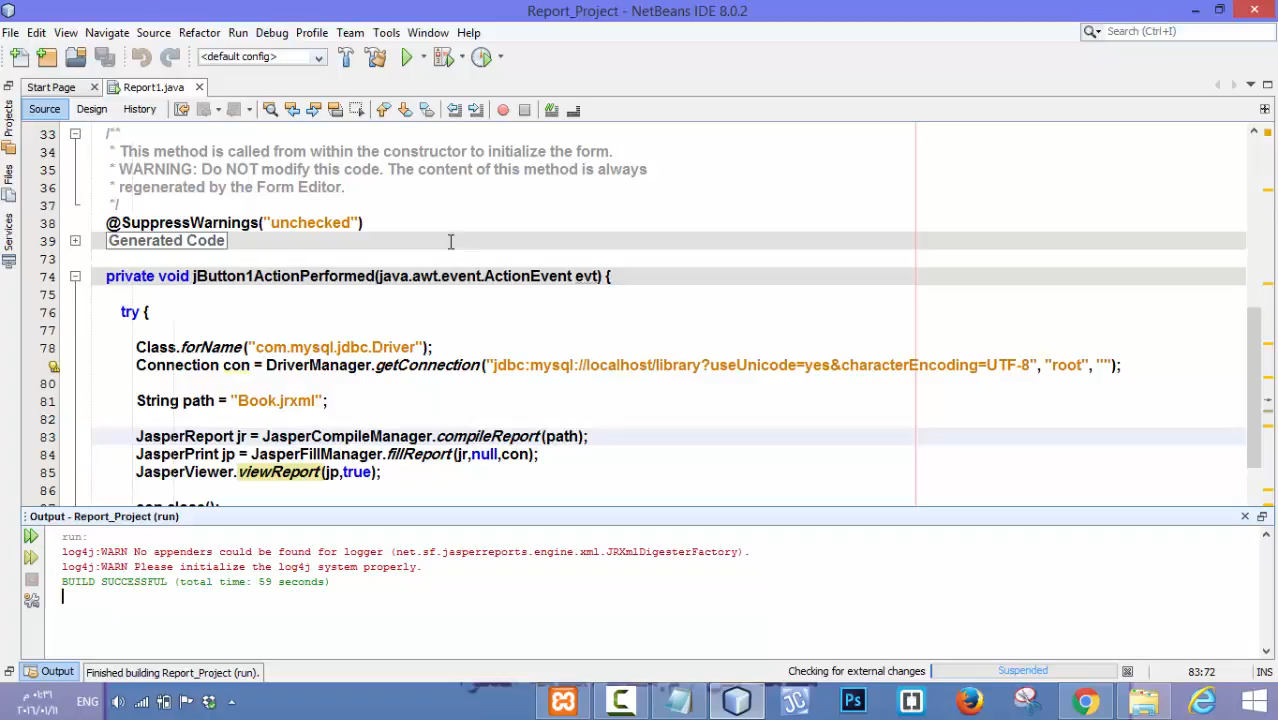 Report_Project - NetBeans IDE 8.0.2
File Edit View Navigate Source Refactor Run Debug Profile Team Tools Window Help
Search (Ctrl+I)
<default config>
Start Page Report1.java
Source Design History
Projects
Files
Services
33 /**
34 * This method is called from within the constructor to initialize the form.
35 * WARNING: Do NOT modify this code. The content of this method is always
36 * regenerated by the Form Editor.
37 */
38 @SuppressWarnings("unchecked")
39 Generated Code
73
74 private void jButton1ActionPerformed(java.awt.event.ActionEvent evt) {
75
76 try {
77
78 Class.forName("com.mysql.jdbc.Driver");
Connection con = DriverManager.getConnection("jdbc:mysql://localhost/library?useUnicode=yes&characterEncoding=UTF-8", "root", "");
80
81 String path = "Book.jrxml";
82
83 JasperReport jr = JasperCompileManager.compileReport(path);
84 JasperPrint jp = JasperFillManager.fillReport(jr,null,con);
85 JasperViewer.viewReport(jp,true);
86
Output - Report_Project (run)
run:
log4j:WARN No appenders could be found for logger (net.sf.jasperreports.engine.xml.JRXmlDigesterFactory).
log4j:WARN Please initialize the log4j system properly.
BUILD SUCCESSFUL (total time: 59 seconds)
Output Finished building Report_Project (run). Checking for external changes Suspended 83:72 INS
ENG